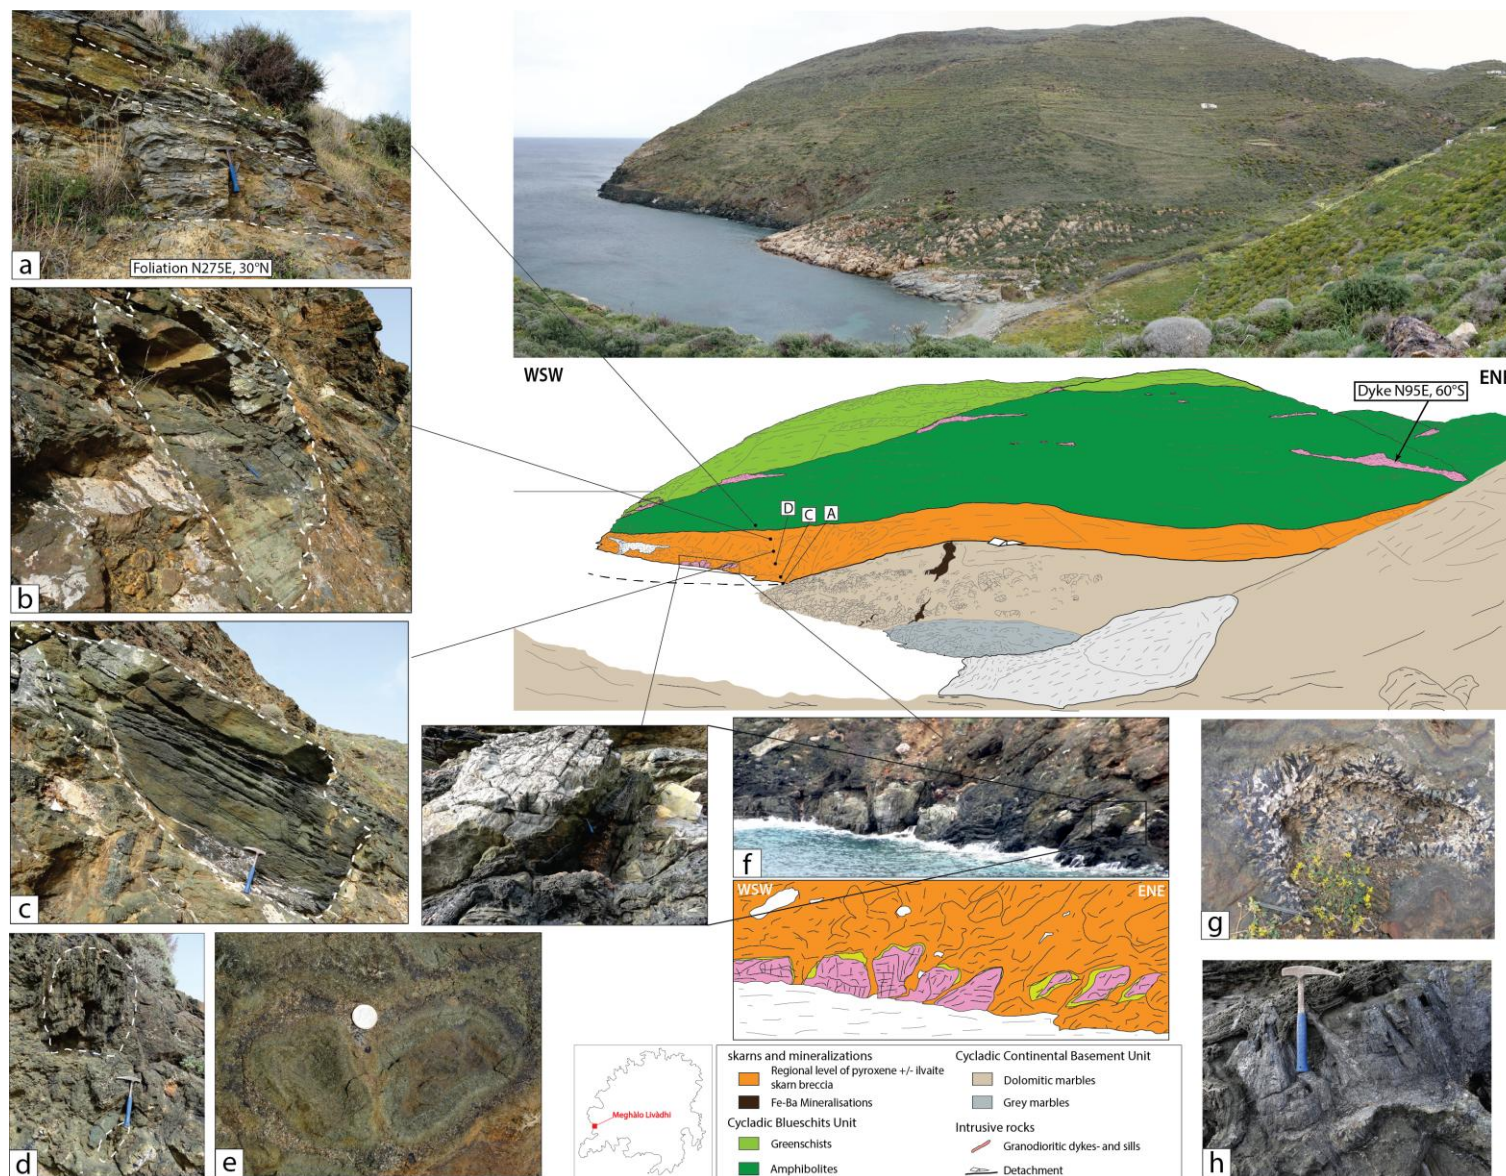 a
Foliation N275E, 30°N
b
c
d
e
WSW
ENE
Dyke N95E, 60°S
D
C
A
f
WSW
ENE
g
h
Meghàlo Livàdhi
skarns and mineralizations
Regional level of pyroxene +/- ilvaite
skarn breccia
Fe-Ba Mineralisations
Cycladic Blueschits Unit
Greenschists
Amphibolites
Cycladic Continental Basement Unit
Dolomitic marbles
Grey marbles
Intrusive rocks
Granodioritic dykes- and sills
Detachment